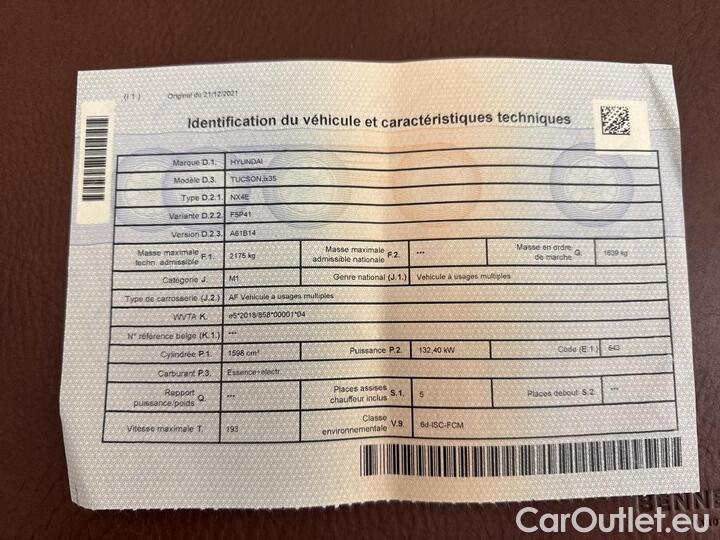 (I 1.) Original du 21/12/2021
Identification du véhicule et caractéristiques techniques
Marque D.1. HYUNDAI
Modèle D.3. TUCSON,ix35
Type D.2.1. NX4E
Variante D.2.2. F5P41
Version D.2.3. A61B14
Masse maximale techn. admissible F.1. 2175 kg Masse maximale admissible nationale F.2. *** Masse en ordre de marche G. 1639 kg
Catégorie J. M1 Genre national (J.1.) Véhicule à usages multiples
Type de carrosserie (J.2.) AF Véhicule à usages multiples
WVTA K. e5*2018/858*00001*04
N° référence belge (K.1.) ***
Cylindrée P.1. 1598 cm³ Puissance P.2. 132,40 kW Code (E.1.) 643
Carburant P.3. Essence+électr.
Rapport puissance/poids Q. *** Places assises chauffeur inclus S.1. 5 Places debout S.2. ***
Vitesse maximale T. 193 Classe environnementale V.9. 6d-ISC-FCM
CarOutlet.eu